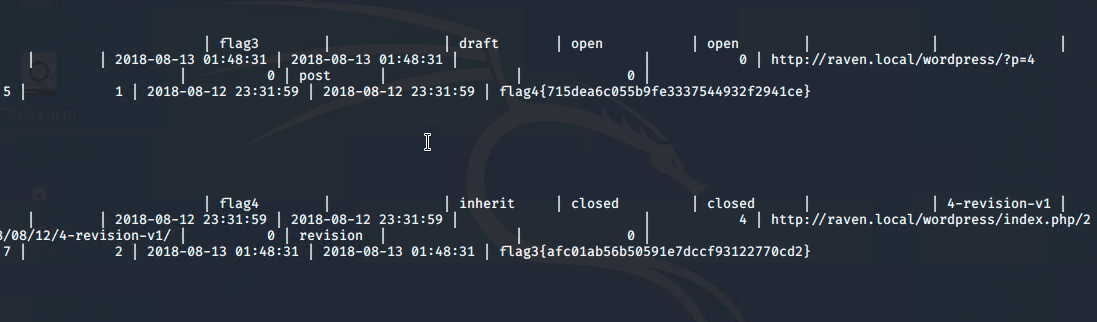 | flag3 | | draft | open | open | | |
| | 2018-08-13 01:48:31 | 2018-08-13 01:48:31 | | 0 | http://raven.local/wordpress/?p=4
| 0 | post | | 0 |
5 | 1 | 2018-08-12 23:31:59 | 2018-08-12 23:31:59 | flag4{715dea6c055b9fe3337544932f2941ce}
| flag4 | | inherit | closed | closed | | 4-revision-v1 |
| | 2018-08-12 23:31:59 | 2018-08-12 23:31:59 | | 4 | http://raven.local/wordpress/index.php/2
8/08/12/4-revision-v1/ | 0 | revision | | 0 |
7 | 2 | 2018-08-13 01:48:31 | 2018-08-13 01:48:31 | flag3{afc01ab56b50591e7dccf93122770cd2}